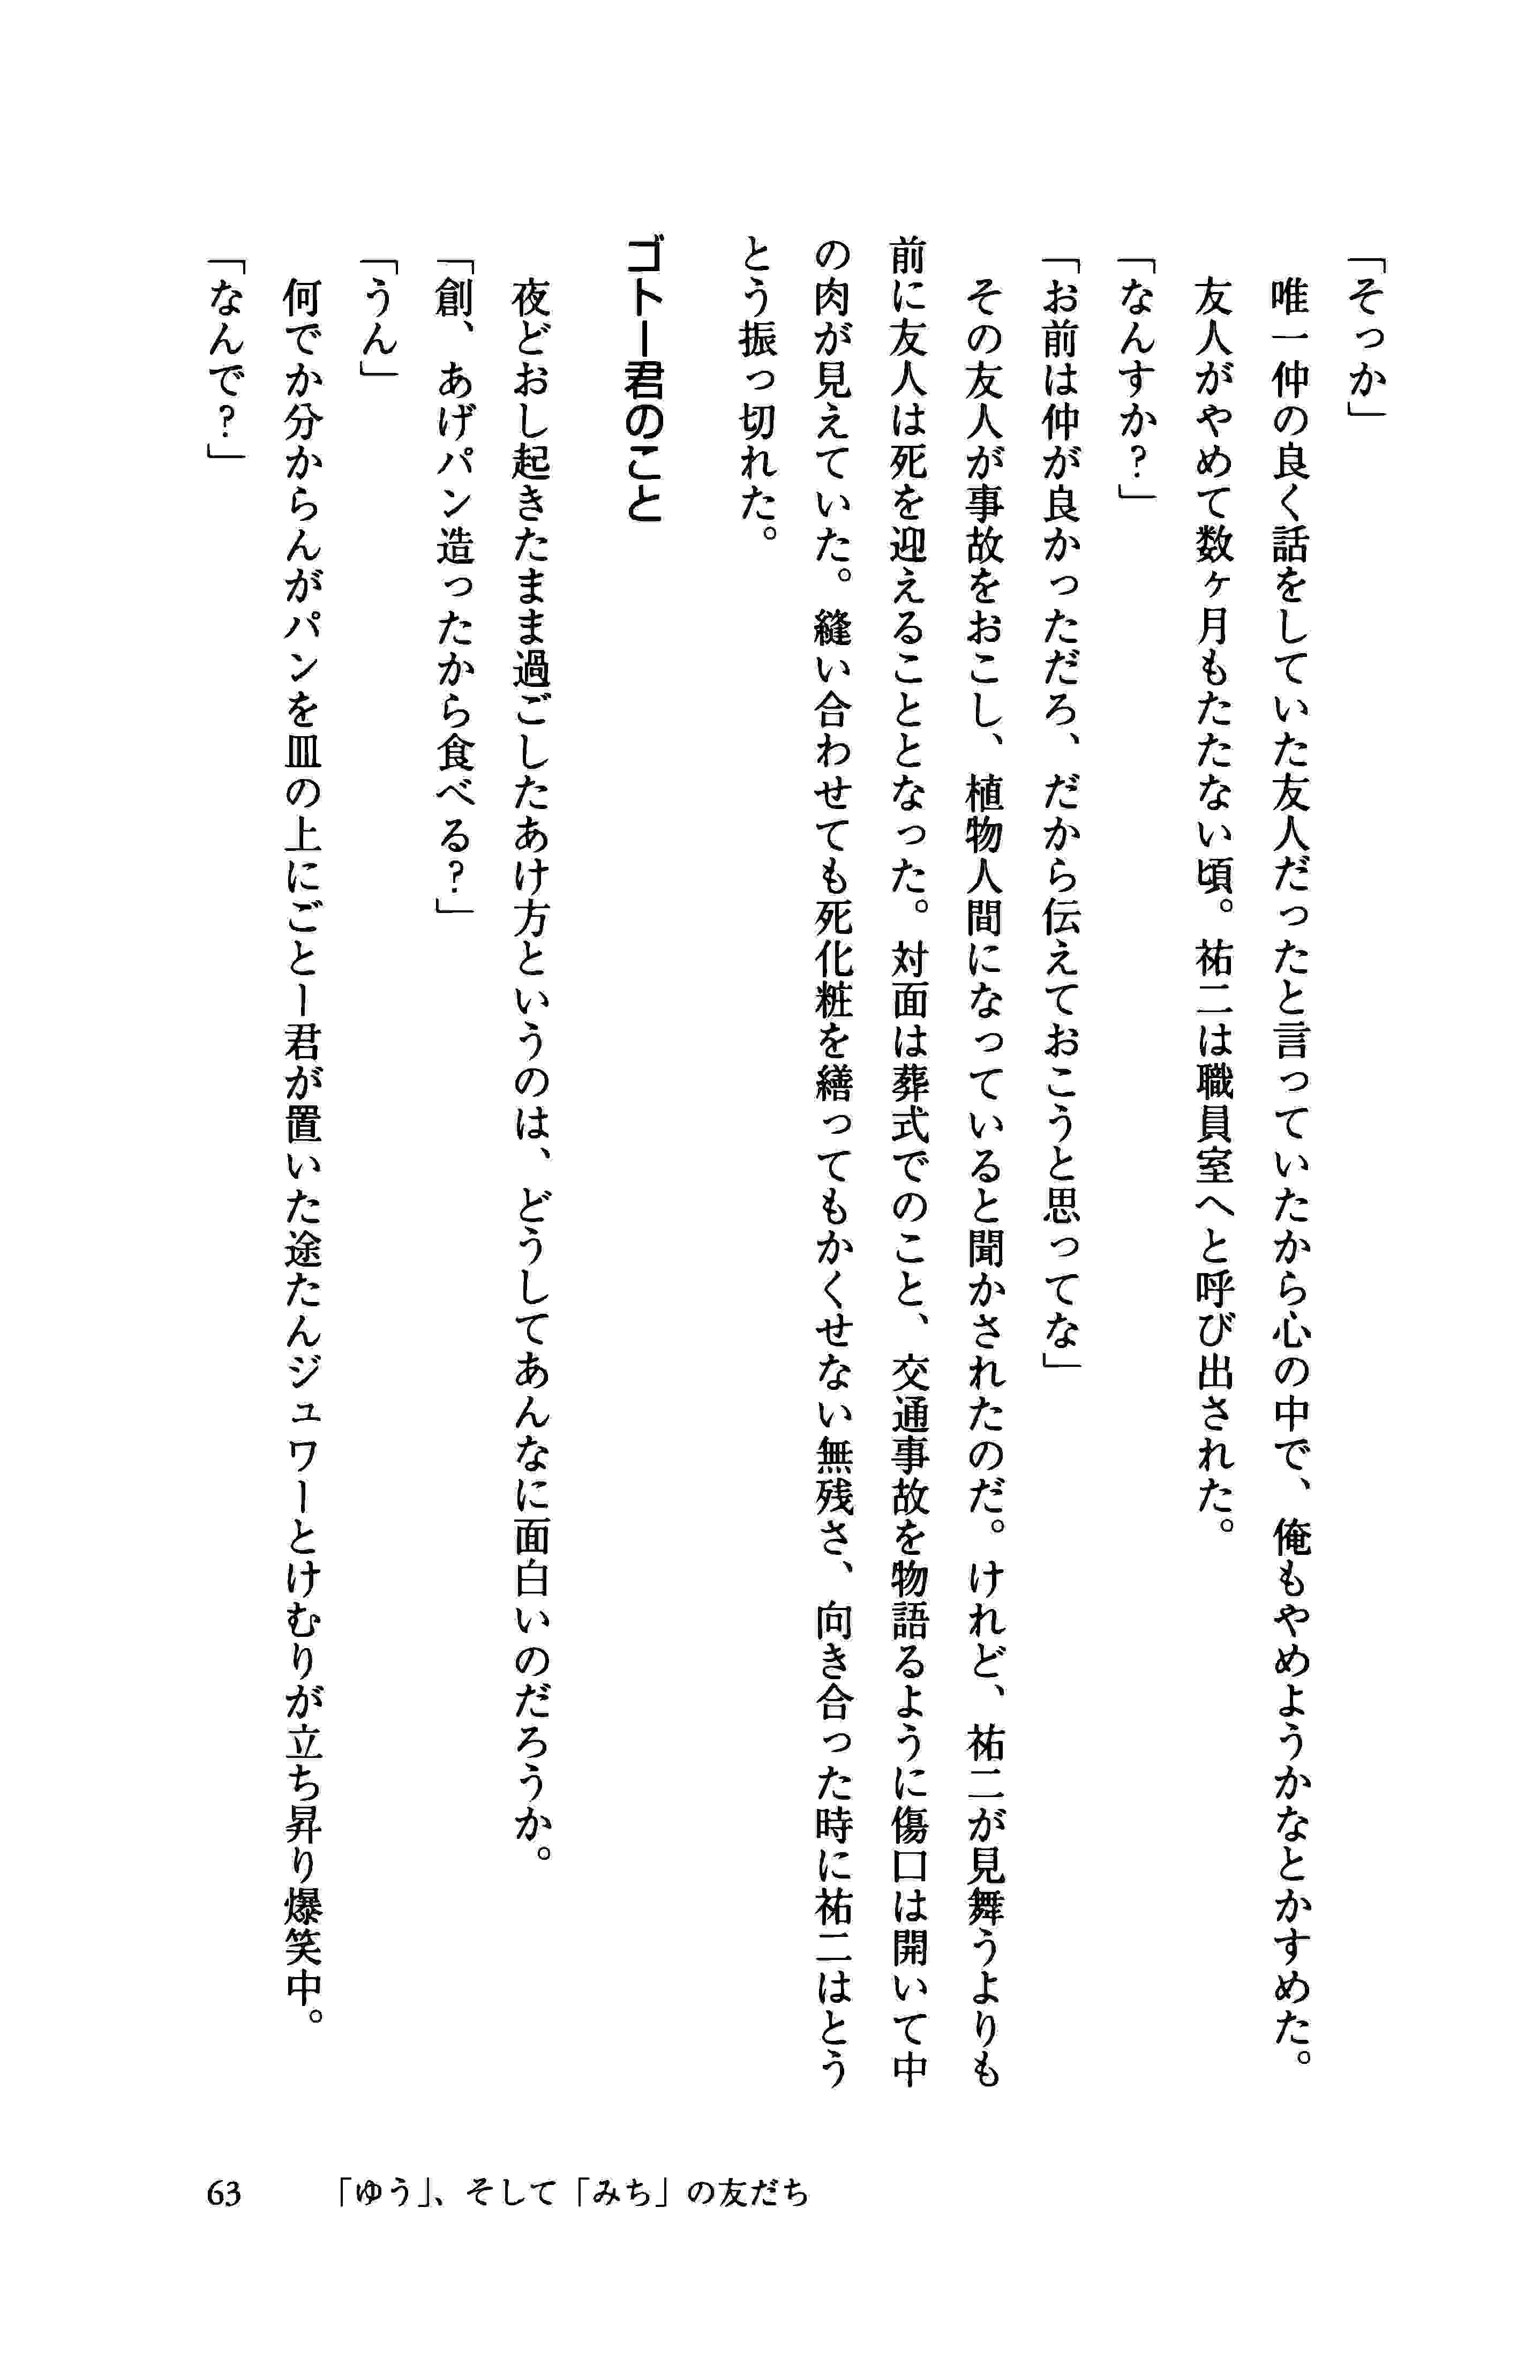 「そっか」
　唯一仲の良く話をしていた友人だったと言っていたから心の中で、俺もやめようかなとかすめた。
　友人がやめて数ヶ月もたたない頃。祐二は職員室へと呼び出された。
「なんすか?」
「お前は仲が良かっただろ、だから伝えておこうと思ってな」
　その友人が事故をおこし、植物人間になっていると聞かされたのだ。けれど、祐二が見舞うよりも
前に友人は死を迎えることとなった。対面は葬式でのこと、交通事故を物語るように傷口は開いて中
の肉が見えていた。縫い合わせても死化粧を繕ってもかくせない無残さ、向き合った時に祐二はとう
とう振っ切れた。
ゴトー君のこと
　夜どおし起きたまま過ごしたあけ方というのは、どうしてあんなに面白いのだろうか。
「創、あげパン造ったから食べる?」
「うん」
　何でか分からんがパンを皿の上にごとー君が置いた途たんジュワーとけむりが立ち昇り爆笑中。
「なんで?」
63　「ゆう」、そして「みち」の友だち